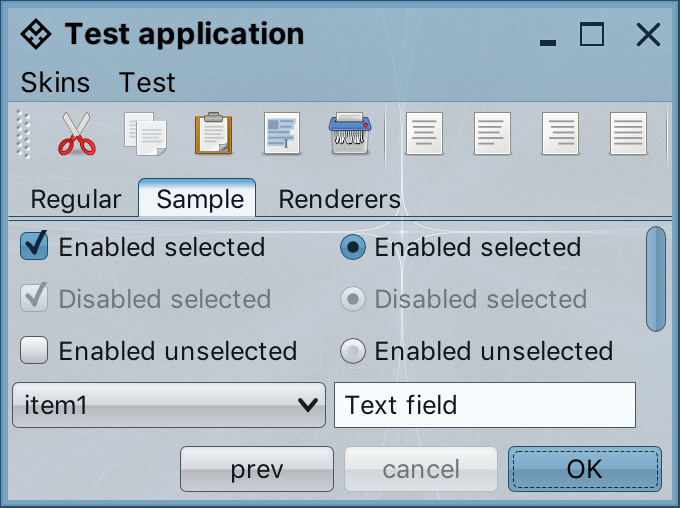 Test application
Skins Test
Regular Sample Renderers
Enabled selected Enabled selected
Disabled selected Disabled selected
Enabled unselected Enabled unselected
item1 Text field
prev cancel OK